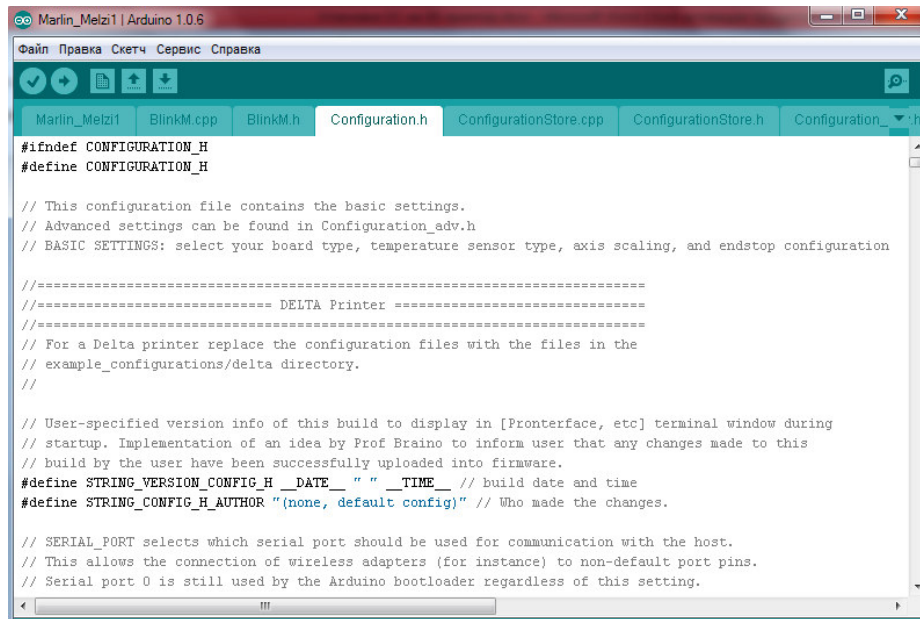 Marlin_Melzi1 | Arduino 1.0.6
Файл Правка Скетч Сервис Справка
Marlin_Melzi1 BlinkM.cpp BlinkM.h Configuration.h ConfigurationStore.cpp ConfigurationStore.h Configuration_ .h
#ifndef CONFIGURATION_H
#define CONFIGURATION_H
// This configuration file contains the basic settings.
// Advanced settings can be found in Configuration_adv.h
// BASIC SETTINGS: select your board type, temperature sensor type, axis scaling, and endstop configuration
//===========================================================================
//============================= DELTA Printer ===============================
//===========================================================================
// For a Delta printer replace the configuration files with the files in the
// example_configurations/delta directory.
//
// User-specified version info of this build to display in [Pronterface, etc] terminal window during
// startup. Implementation of an idea by Prof Braino to inform user that any changes made to this
// build by the user have been successfully uploaded into firmware.
#define STRING_VERSION_CONFIG_H __DATE__ " " __TIME__ // build date and time
#define STRING_CONFIG_H_AUTHOR "(none, default config)" // Who made the changes.
// SERIAL_PORT selects which serial port should be used for communication with the host.
// This allows the connection of wireless adapters (for instance) to non-default port pins.
// Serial port 0 is still used by the Arduino bootloader regardless of this setting.